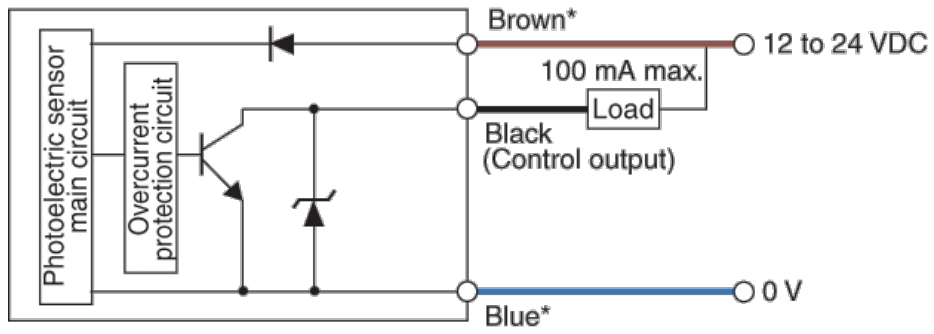 Photoelectric sensor
main circuit
Overcurrent
protection circuit
Brown*
12 to 24 VDC
100 mA max.
Load
Black
(Control output)
0 V
Blue*